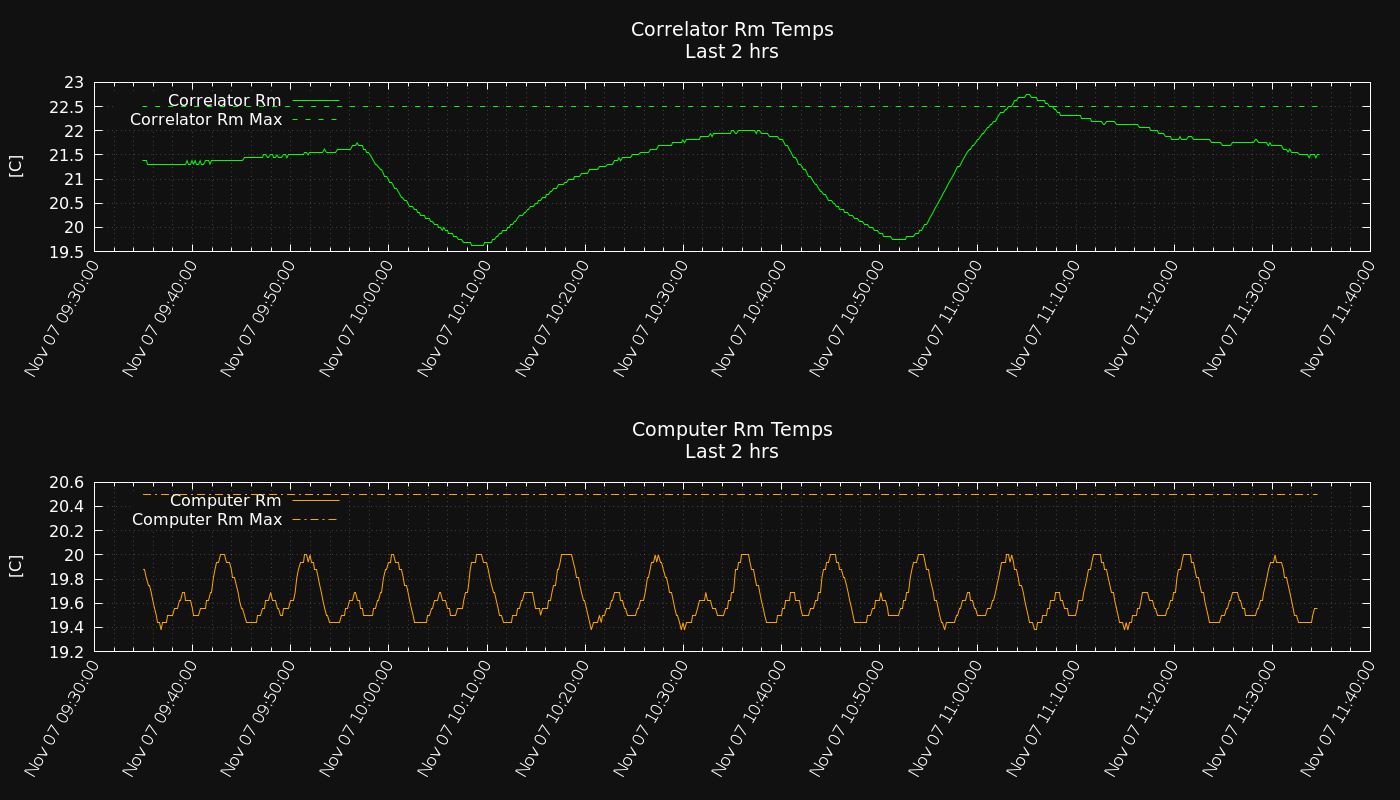 Correlator Rm Temps
Last 2 hrs
[C]
23
22.5
22
21.5
21
20.5
20
19.5
Correlator Rm
Correlator Rm Max
Nov 07 09:30:00
Nov 07 09:40:00
Nov 07 09:50:00
Nov 07 10:00:00
Nov 07 10:10:00
Nov 07 10:20:00
Nov 07 10:30:00
Nov 07 10:40:00
Nov 07 10:50:00
Nov 07 11:00:00
Nov 07 11:10:00
Nov 07 11:20:00
Nov 07 11:30:00
Nov 07 11:40:00
Computer Rm Temps
Last 2 hrs
[C]
20.6
20.4
20.2
20
19.8
19.6
19.4
19.2
Computer Rm
Computer Rm Max
Nov 07 09:30:00
Nov 07 09:40:00
Nov 07 09:50:00
Nov 07 10:00:00
Nov 07 10:10:00
Nov 07 10:20:00
Nov 07 10:30:00
Nov 07 10:40:00
Nov 07 10:50:00
Nov 07 11:00:00
Nov 07 11:10:00
Nov 07 11:20:00
Nov 07 11:30:00
Nov 07 11:40:00